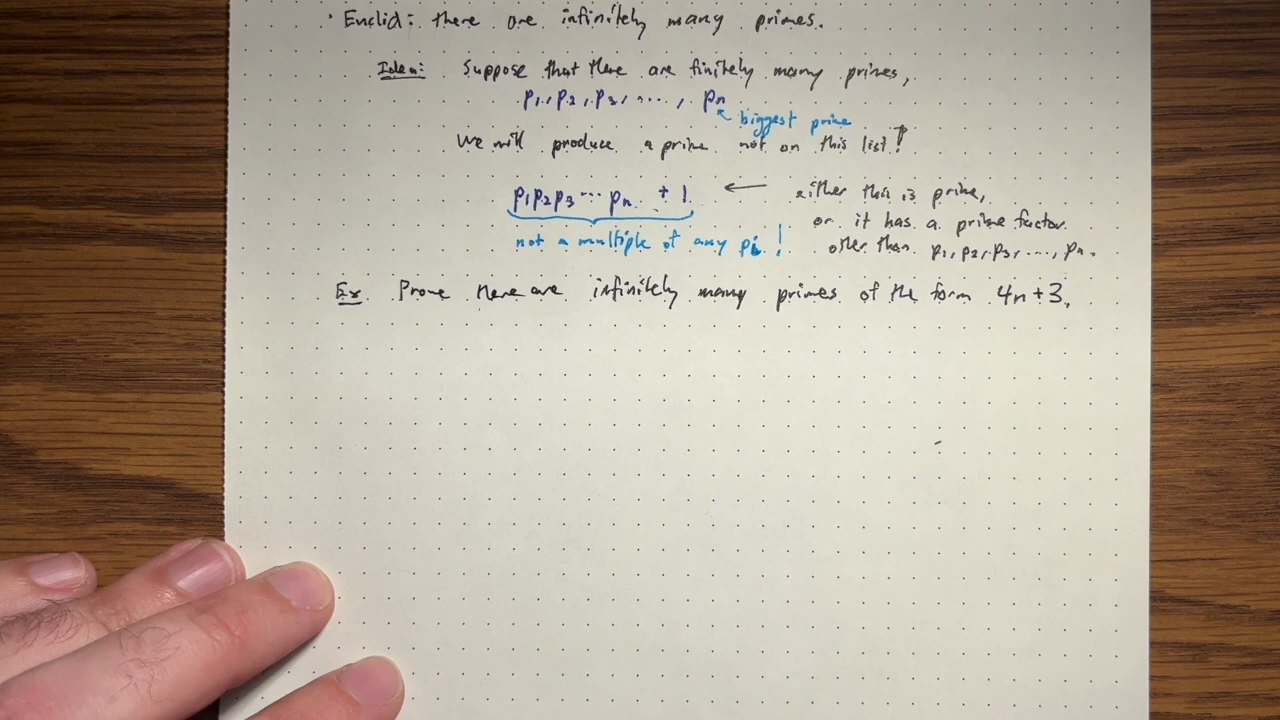 · Euclid: there are infinitely many primes.
Idea: Suppose that there are finitely many primes,
p1, p2, p3, ...., pn
biggest prime
We will produce a prime not on this list!
p1p2p3 ... pn + 1 ← either this is prime,
or it has a prime factor
not a multiple of any pi! other than p1, p2, p3, ..., pn.
Ex Prove there are infinitely many primes of the form 4n+3.